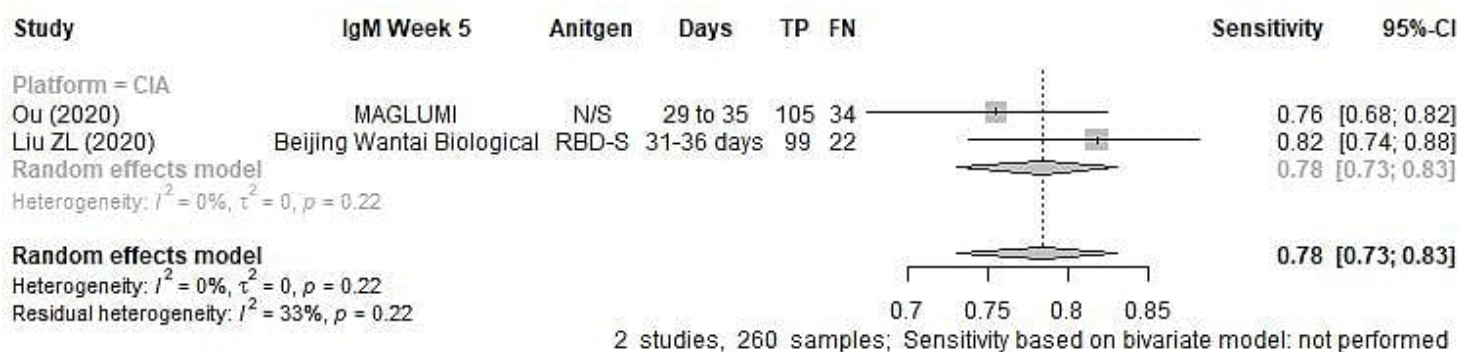 Study IgM Week 5 Anitgen Days TP FN Sensitivity 95%-CI
Platform = CIA
Ou (2020) MAGLUMI N/S 29 to 35 105 34 0.76 [0.68; 0.82]
Liu ZL (2020) Beijing Wantai Biological RBD-S 31-36 days 99 22 0.82 [0.74; 0.88]
Random effects model 0.78 [0.73; 0.83]
Heterogeneity: I² = 0%, τ² = 0, p = 0.22
Random effects model 0.78 [0.73; 0.83]
Heterogeneity: I² = 0%, τ² = 0, p = 0.22
Residual heterogeneity: I² = 33%, p = 0.22
0.7 0.75 0.8 0.85
2 studies, 260 samples; Sensitivity based on bivariate model: not performed